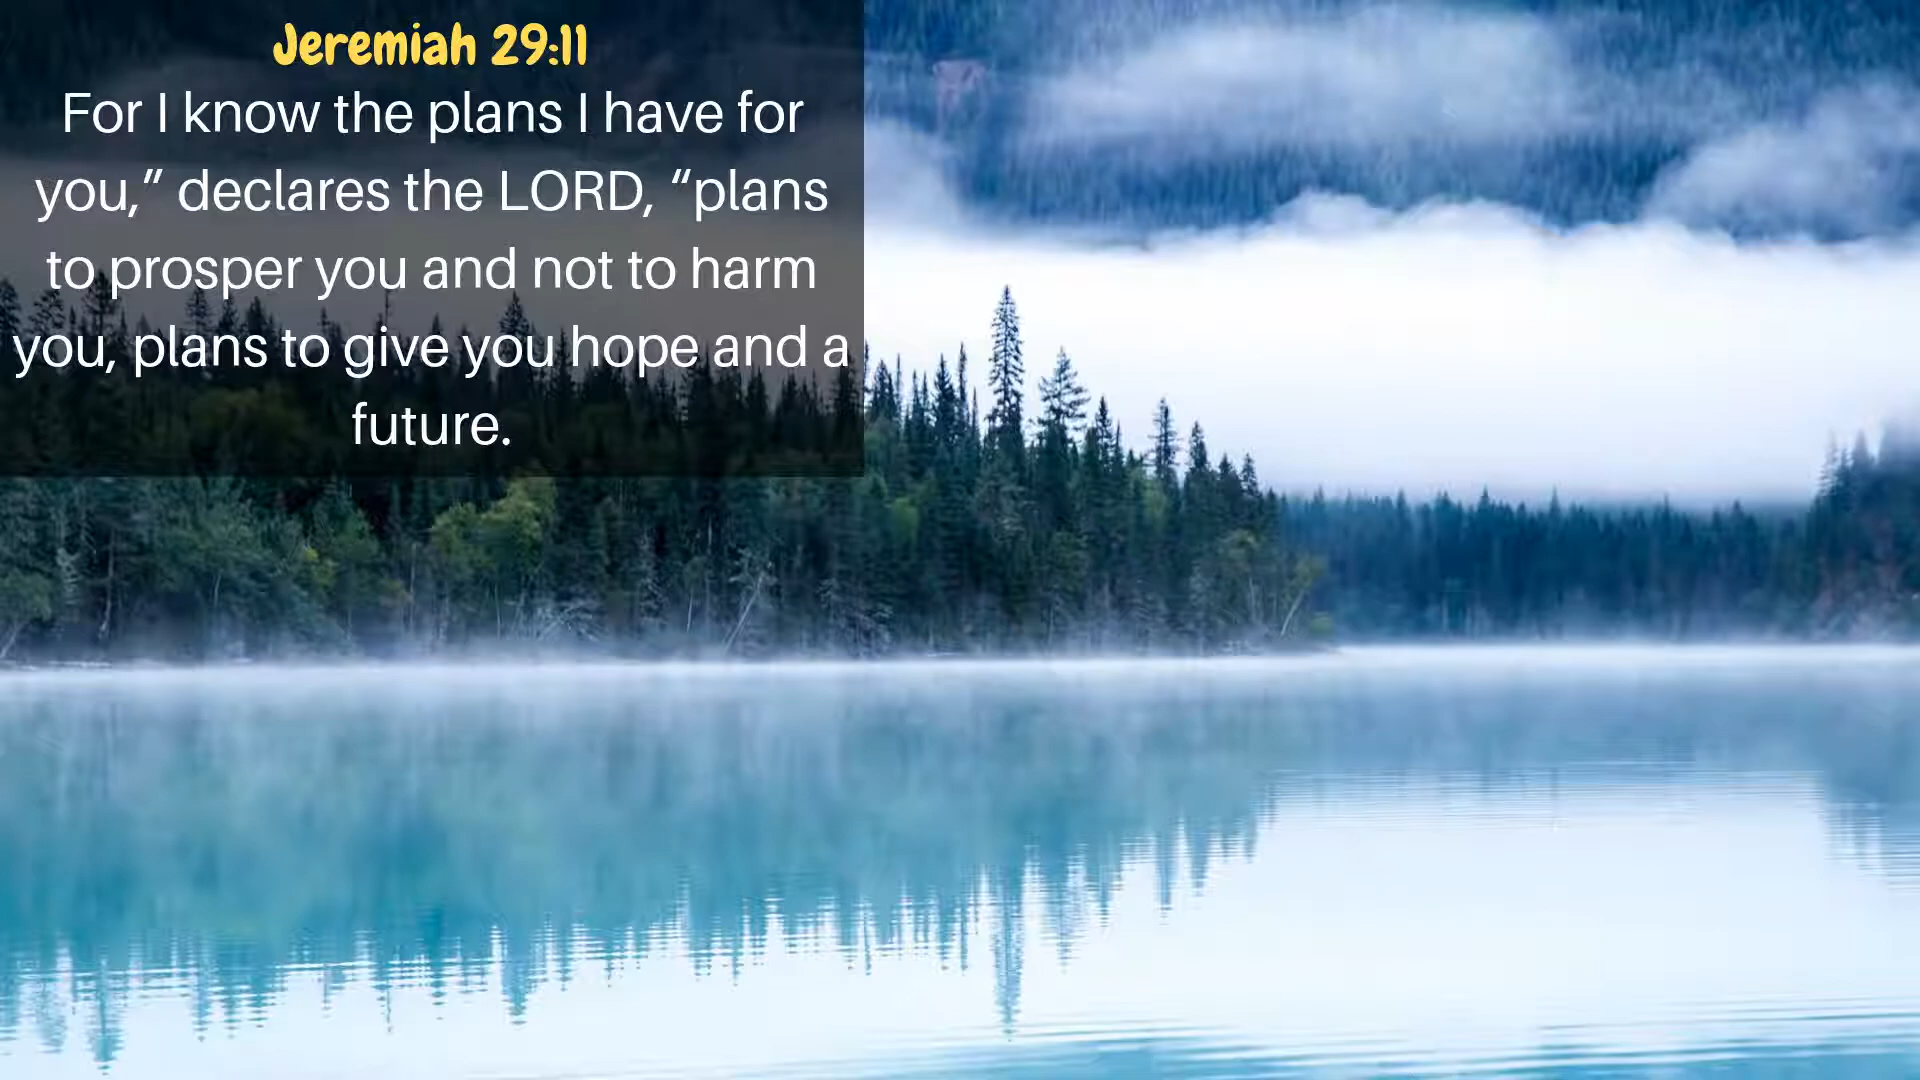 Jeremiah 29:11
For I know the plans I have for
you,” declares the LORD, “plans
to prosper you and not to harm
you, plans to give you hope and a
future.